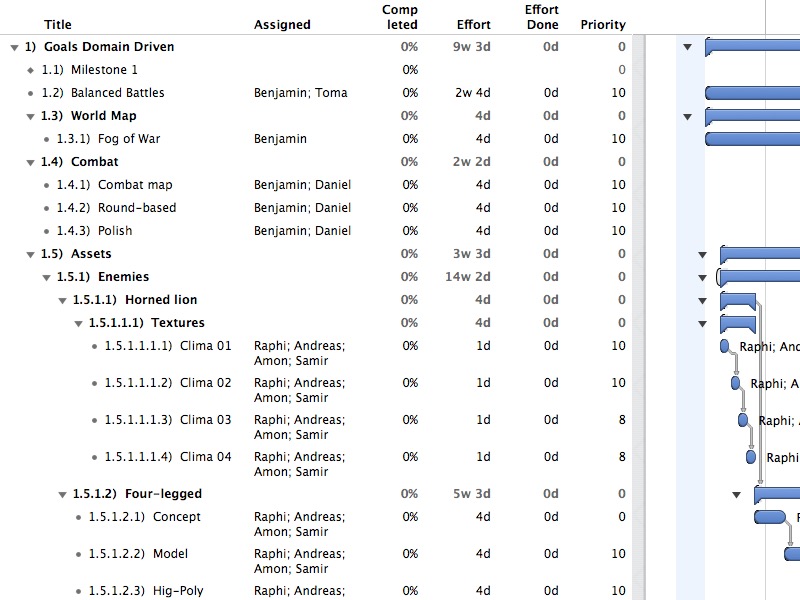 Title Assigned Comp leted Effort Effort Done Priority
1) Goals Domain Driven 0% 9w 3d 0d 0
1.1) Milestone 1 0% 0
1.2) Balanced Battles Benjamin; Toma 0% 2w 4d 0d 10
1.3) World Map 0% 4d 0d 0
1.3.1) Fog of War Benjamin 0% 4d 0d 10
1.4) Combat 0% 2w 2d 0d 0
1.4.1) Combat map Benjamin; Daniel 0% 4d 0d 10
1.4.2) Round-based Benjamin; Daniel 0% 4d 0d 10
1.4.3) Polish Benjamin; Daniel 0% 4d 0d 10
1.5) Assets 0% 3w 3d 0d 0
1.5.1) Enemies 0% 14w 2d 0d 0
1.5.1.1) Horned lion 0% 4d 0d 0
1.5.1.1.1) Textures 0% 4d 0d 0
1.5.1.1.1.1) Clima 01 Raphi; Andreas; 0% 1d 0d 10 Raphi; And
Amon; Samir
1.5.1.1.1.2) Clima 02 Raphi; Andreas; 0% 1d 0d 10 Raphi; A
Amon; Samir
1.5.1.1.1.3) Clima 03 Raphi; Andreas; 0% 1d 0d 8 Raphi;
Amon; Samir
1.5.1.1.1.4) Clima 04 Raphi; Andreas; 0% 1d 0d 8 Raphi
Amon; Samir
1.5.1.2) Four-legged 0% 5w 3d 0d 0
1.5.1.2.1) Concept Raphi; Andreas; 0% 4d 0d 0
Amon; Samir
1.5.1.2.2) Model Raphi; Andreas; 0% 4d 0d 10
Amon; Samir
1.5.1.2.3) Hig-Poly Raphi; Andreas; 0% 4d 0d 10